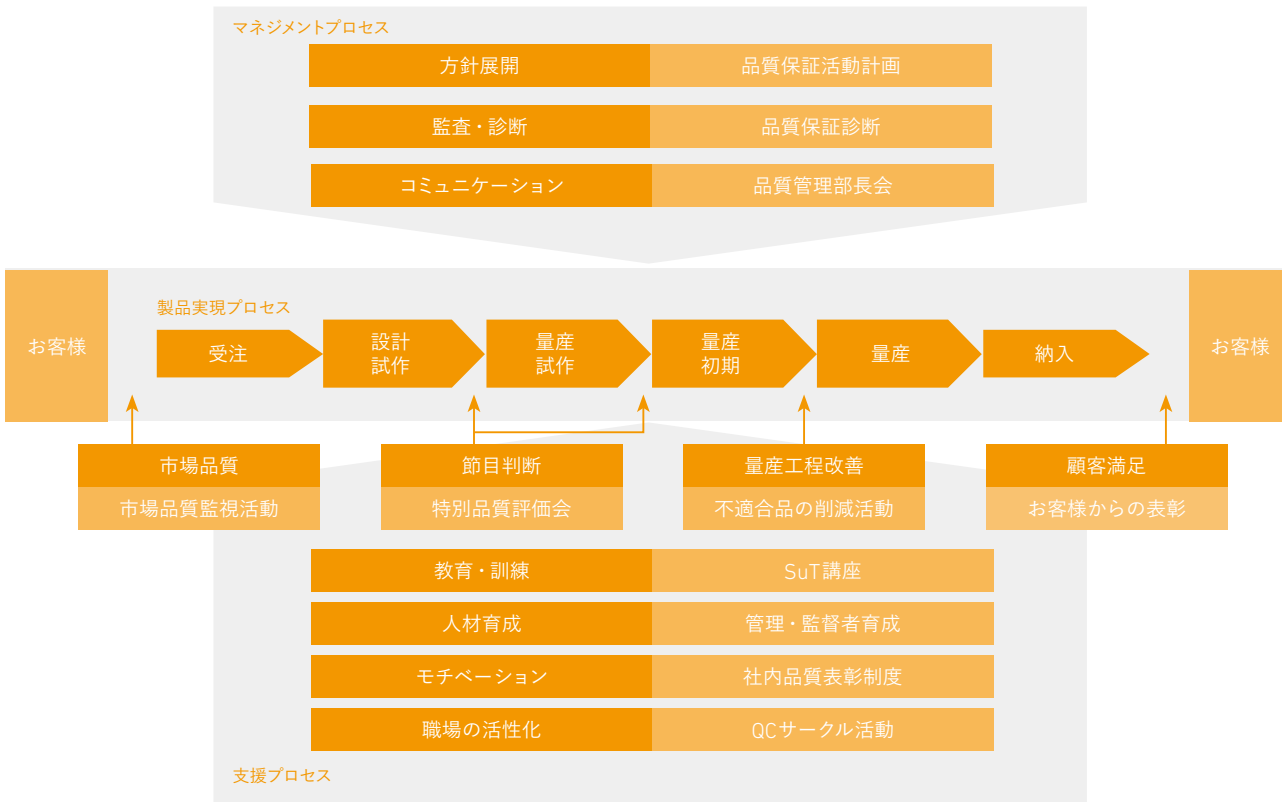 マネジメントプロセス
方針展開
品質保証活動計画
監査・診断
品質保証診断
コミュニケーション
品質管理部長会
お客様
製品実現プロセス
受注
設計
試作
量産
試作
量産
初期
量産
納入
お客様
市場品質
市場品質監視活動
節目判断
特別品質評価会
量産工程改善
不適合品の削減活動
顧客満足
お客様からの表彰
教育・訓練
SuT講座
人材育成
管理・監督者育成
モチベーション
社内品質表彰制度
職場の活性化
QCサークル活動
支援プロセス